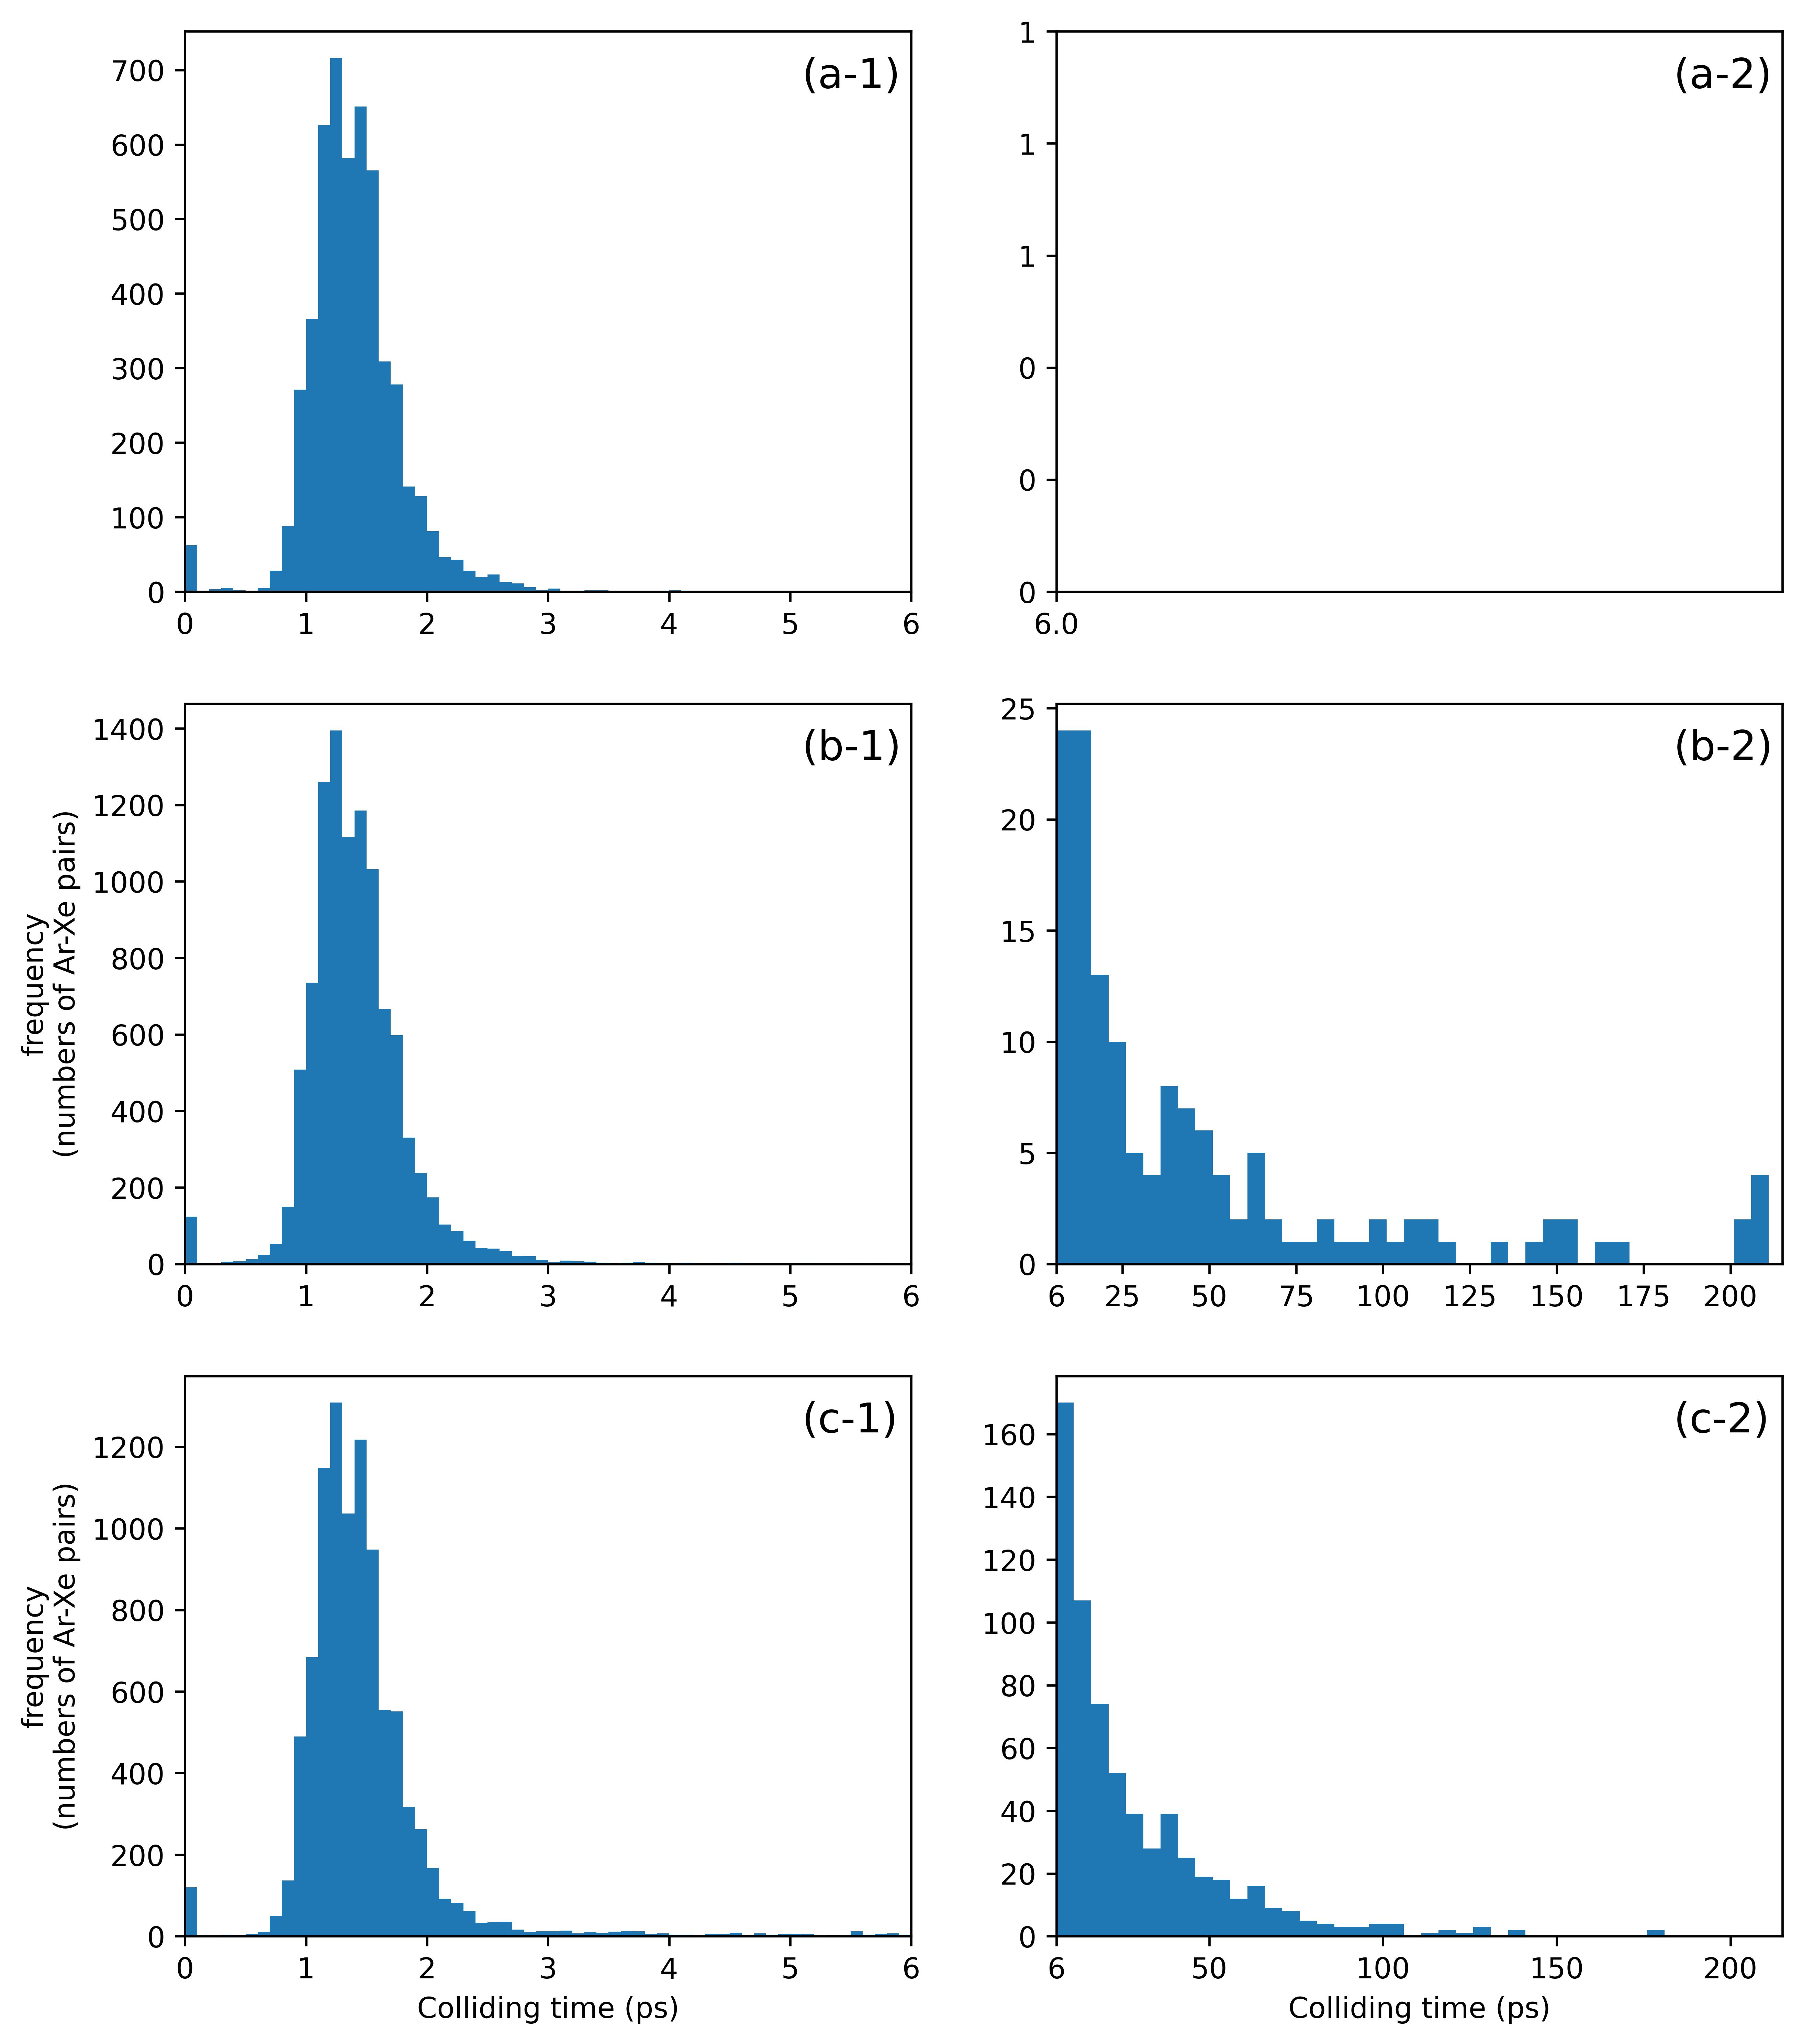 (a-1)
700
600
500
400
300
200
100
0
0 1 2 3 4 5 6
(a-2)
1
1
1
0
0
0
6.0
(b-1)
frequency
(numbers of Ar-Xe pairs)
1400
1200
1000
800
600
400
200
0
0 1 2 3 4 5 6
(b-2)
25
20
15
10
5
0
6 25 50 75 100 125 150 175 200
(c-1)
frequency
(numbers of Ar-Xe pairs)
1200
1000
800
600
400
200
0
0 1 2 3 4 5 6
Colliding time (ps)
(c-2)
160
140
120
100
80
60
40
20
0
6 50 100 150 200
Colliding time (ps)